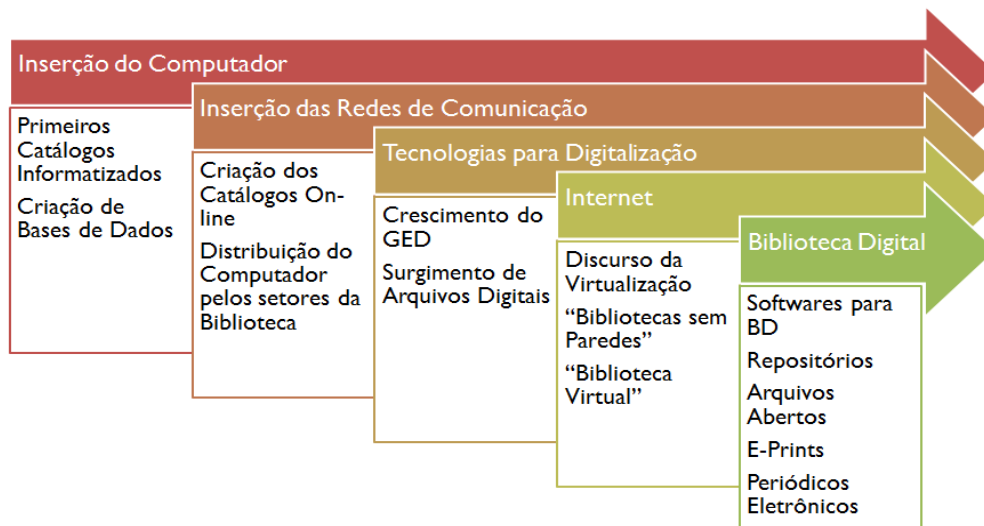 Inserção do Computador
Primeiros
Catálogos
Informatizados
Criação de
Bases de Dados
Inserção das Redes de Comunicação
Criação dos
Catálogos On-
line
Distribuição do
Computador
pelos setores da
Biblioteca
Tecnologias para Digitalização
Crescimento do
GED
Surgimento de
Arquivos Digitais
Internet
Discurso da
Virtualização
“Bibliotecas sem
Paredes”
“Biblioteca
Virtual”
Biblioteca Digital
Softwares para
BD
Repositórios
Arquivos
Abertos
E-Prints
Periódicos
Eletrônicos